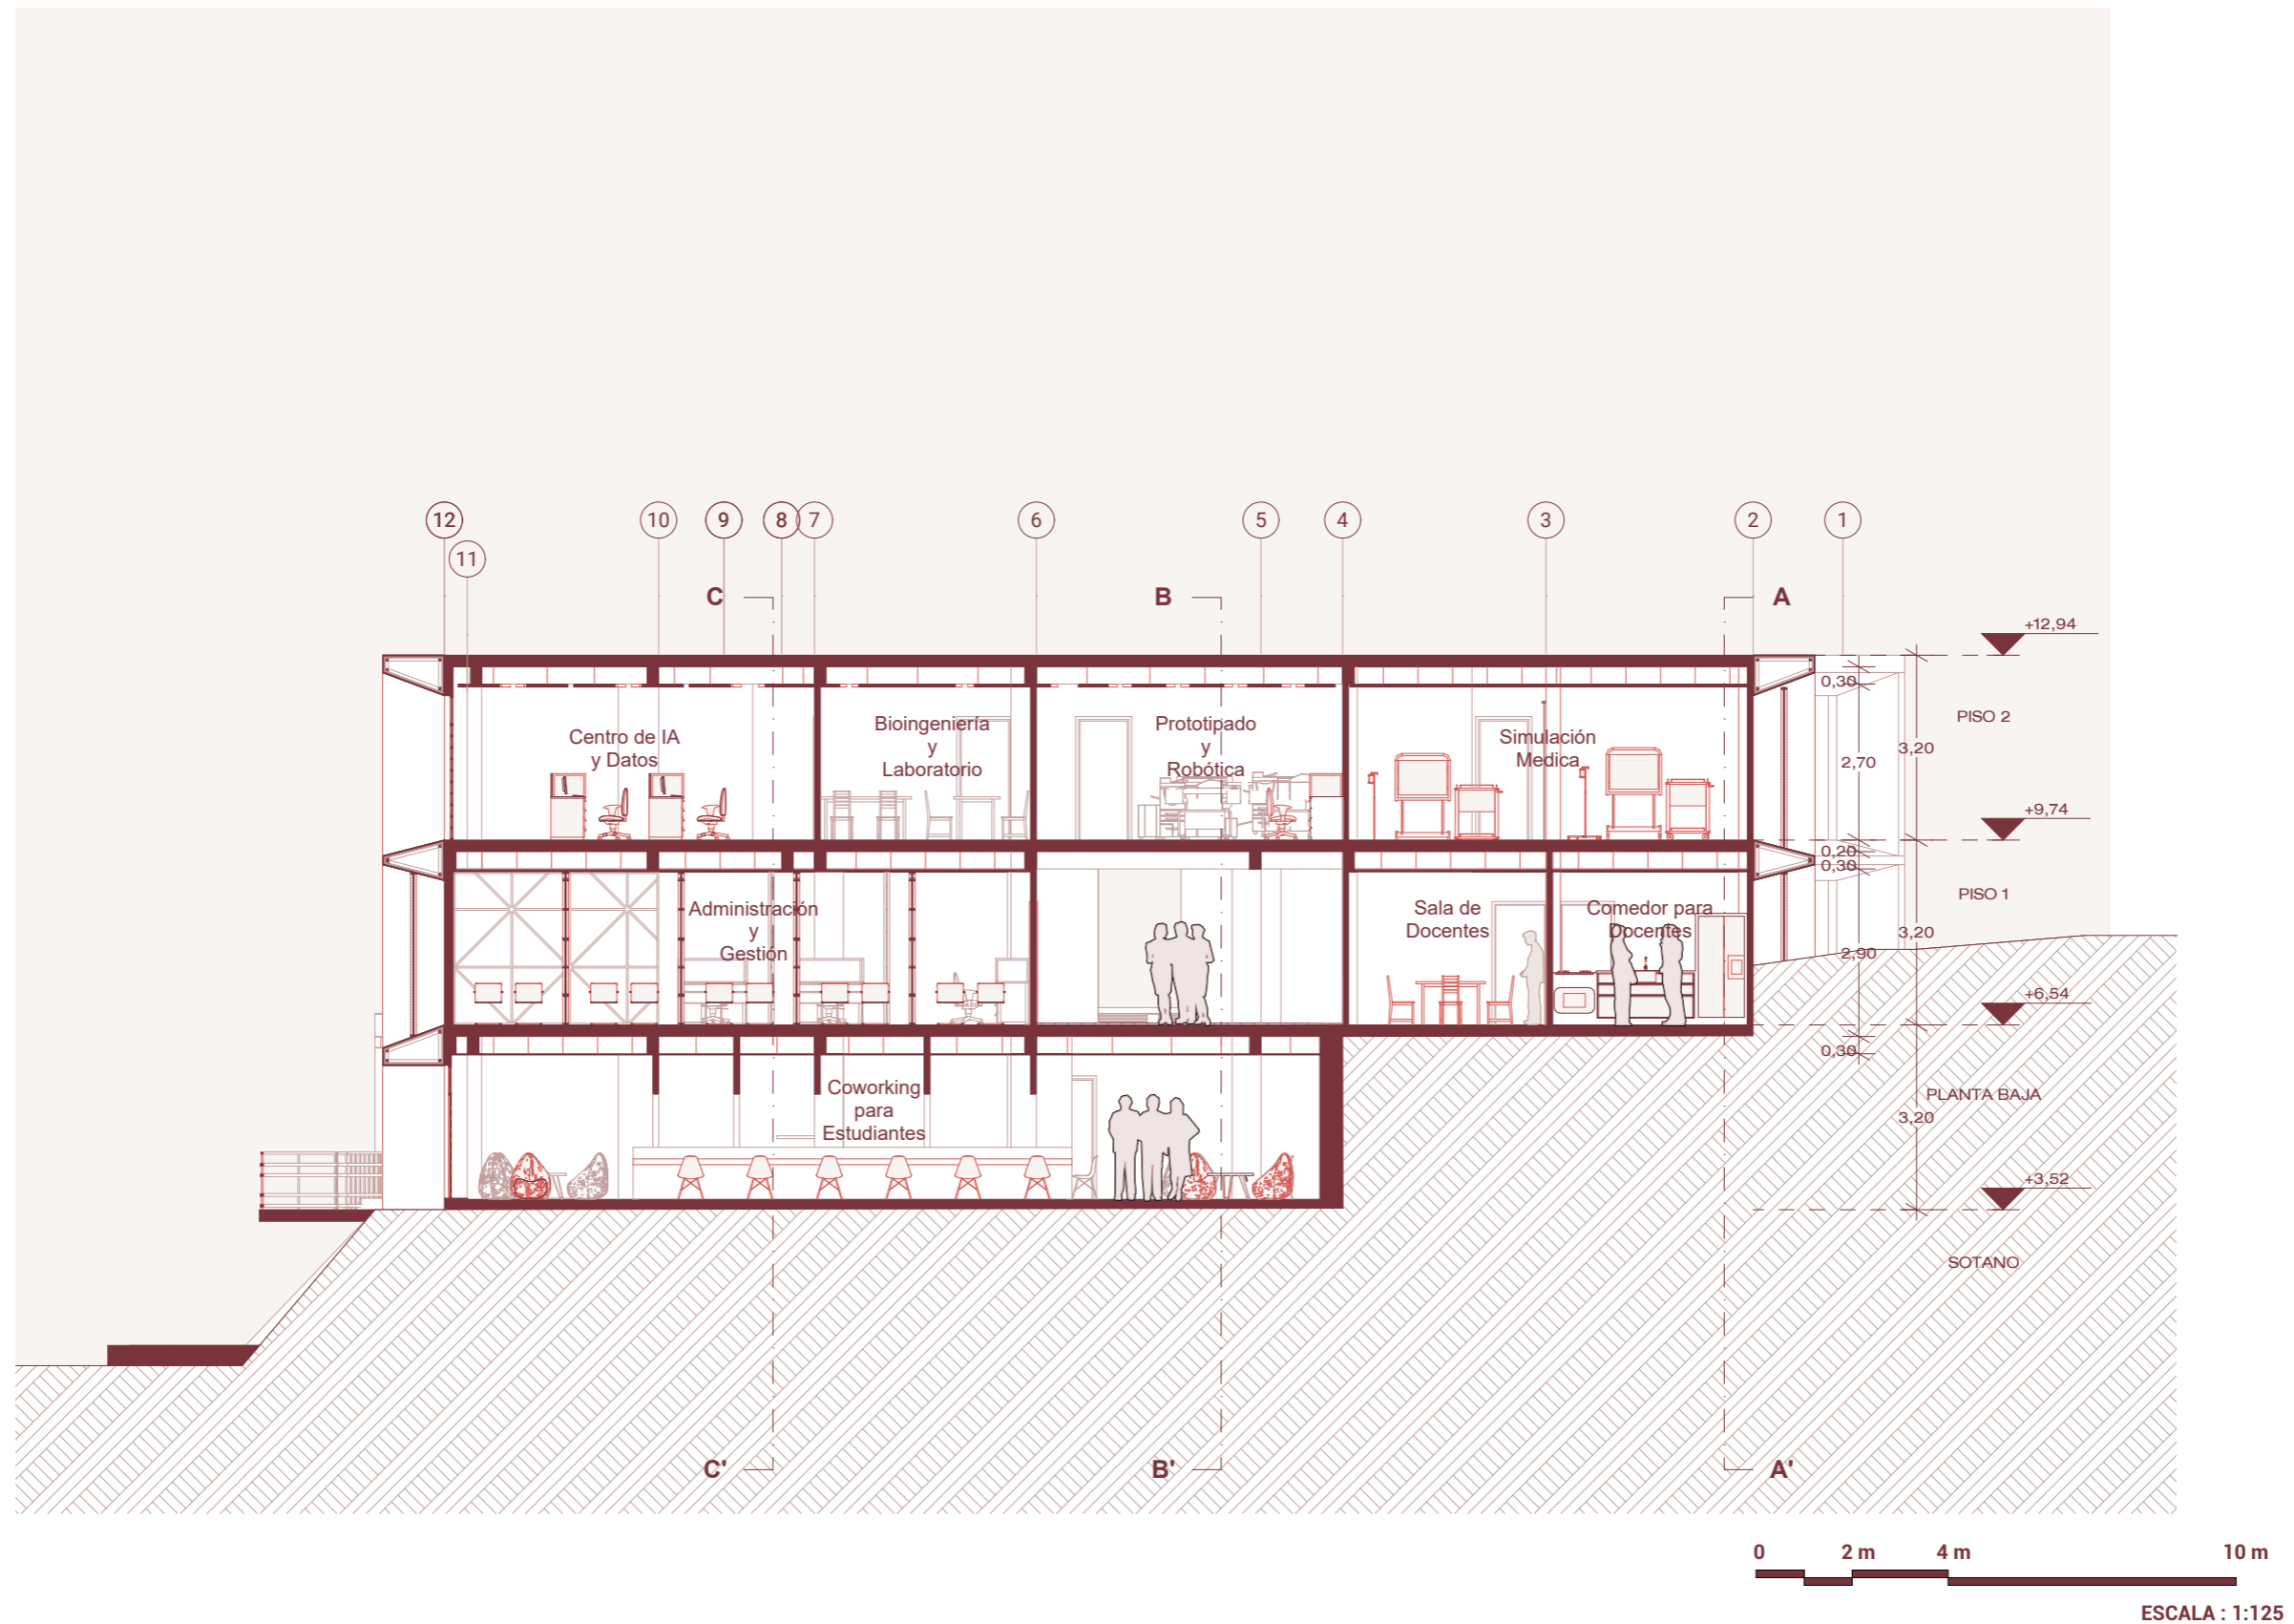 12
10
9
8
7
6
5
4
3
2
1
11
C
B
A
+12,94
0,30
PISO 2
Centro de IA
y Datos
Bioingeniería
y
Laboratorio
Prototipado
y
Robótica
Simulación
Medica
2,70
3,20
+9,74
0,20
0,30
PISO 1
Administración
y
Gestión
Sala de
Docentes
Comedor para
Docentes
3,20
2,90
+6,54
0,30
Coworking
para
Estudiantes
PLANTA BAJA
3,20
+3,52
SOTANO
C'
B'
A'
0
2 m
4 m
10 m
ESCALA : 1:125